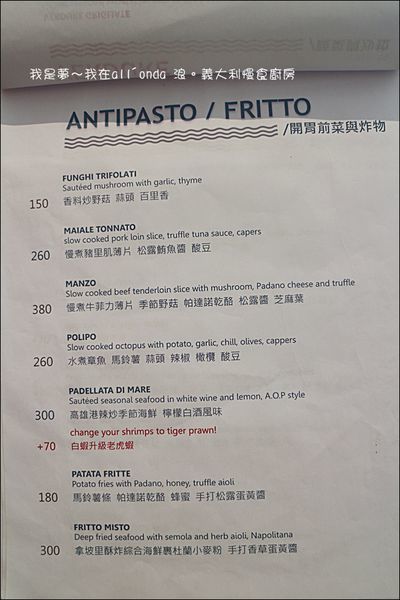 我是夢～我在all´onda 浪。義大利慢食廚房
ANTIPASTO / FRITTO
/開胃前菜與炸物
FUNGHI TRIFOLATI
Sautéed mushroom with garlic, thyme
150 香料炒野菇 蒜頭 百里香
MAIALE TONNATO
slow cooked pork loin slice, truffle tuna sauce, capers
260 慢煮豬里肌薄片 松露鮪魚醬 酸豆
MANZO
Slow cooked beef tenderloin slice with mushroom, Padano cheese and truffle
380 慢煮牛菲力薄片 季節野菇 帕達諾乾酪 松露醬 芝麻葉
POLIPO
Slow cooked octopus with potato, garlic, chill, olives, cappers
260 水煮章魚 馬鈴薯 蒜頭 辣椒 橄欖 酸豆
PADELLATA DI MARE
Sautéed seasonal seafood in white wine and lemon, A.O.P style
300 高雄港辣炒季節海鮮 檸檬白酒風味
change your shrimps to tiger prawn!
+70 白蝦升級老虎蝦
PATATA FRITTE
Potato fries with Padano, honey, truffle aioli
180 馬鈴薯條 帕達諾乾酪 蜂蜜 手打松露蛋黃醬
FRITTO MISTO
Deep fried seafood with semola and herb aioli, Napolitana
300 拿坡里酥炸綜合海鮮裹杜蘭小麥粉 手打香草蛋黃醬